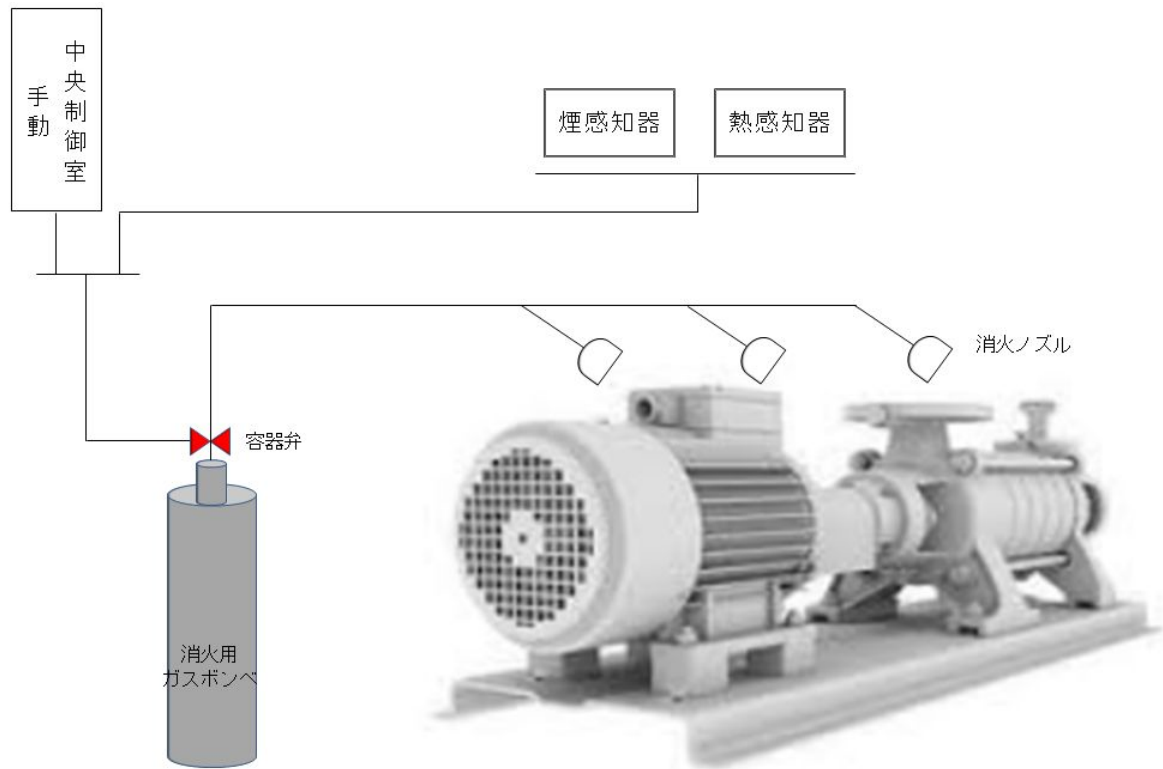 中央制御室
手動
煙感知器
熱感知器
消火ノズル
容器弁
消火用
ガスボンベ